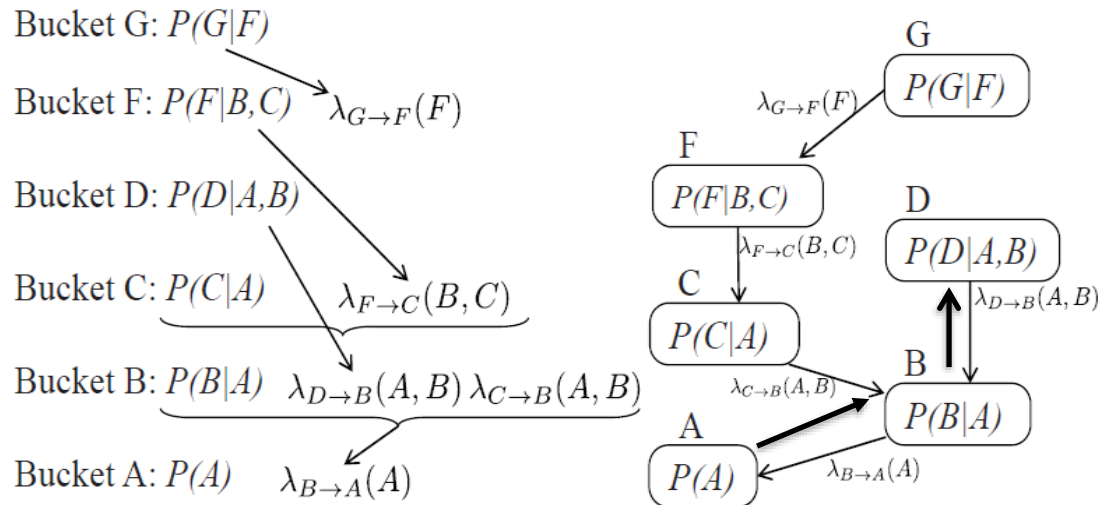 Bucket G: P(G|F)
Bucket F: P(F|B,C) λ_{G→F}(F)
Bucket D: P(D|A,B)
Bucket C: P(C|A) λ_{F→C}(B, C)
Bucket B: P(B|A) λ_{D→B}(A, B) λ_{C→B}(A, B)
Bucket A: P(A) λ_{B→A}(A)
G
P(G|F)
λ_{G→F}(F)
F
P(F|B,C)
λ_{F→C}(B, C)
D
P(D|A,B)
λ_{D→B}(A, B)
C
P(C|A)
λ_{C→B}(A, B)
B
P(B|A)
A
P(A)
λ_{B→A}(A)